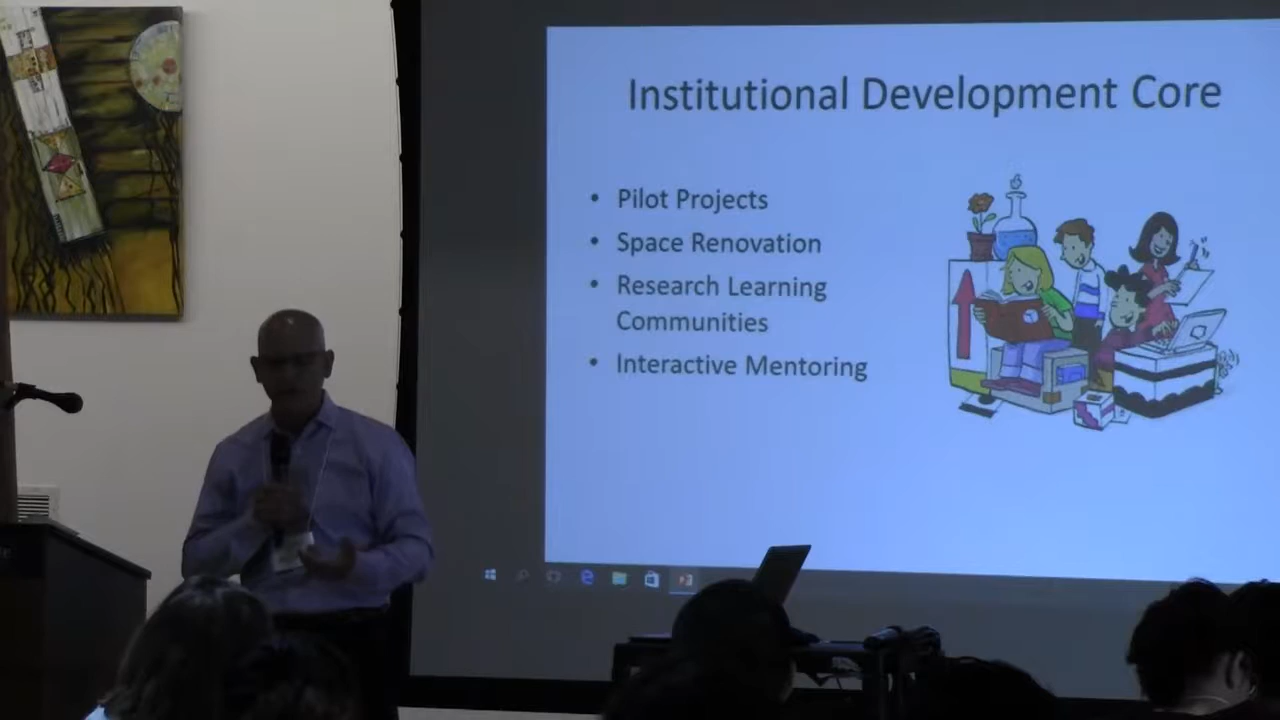 Institutional Development Core
• Pilot Projects
• Space Renovation
• Research Learning
Communities
• Interactive Mentoring